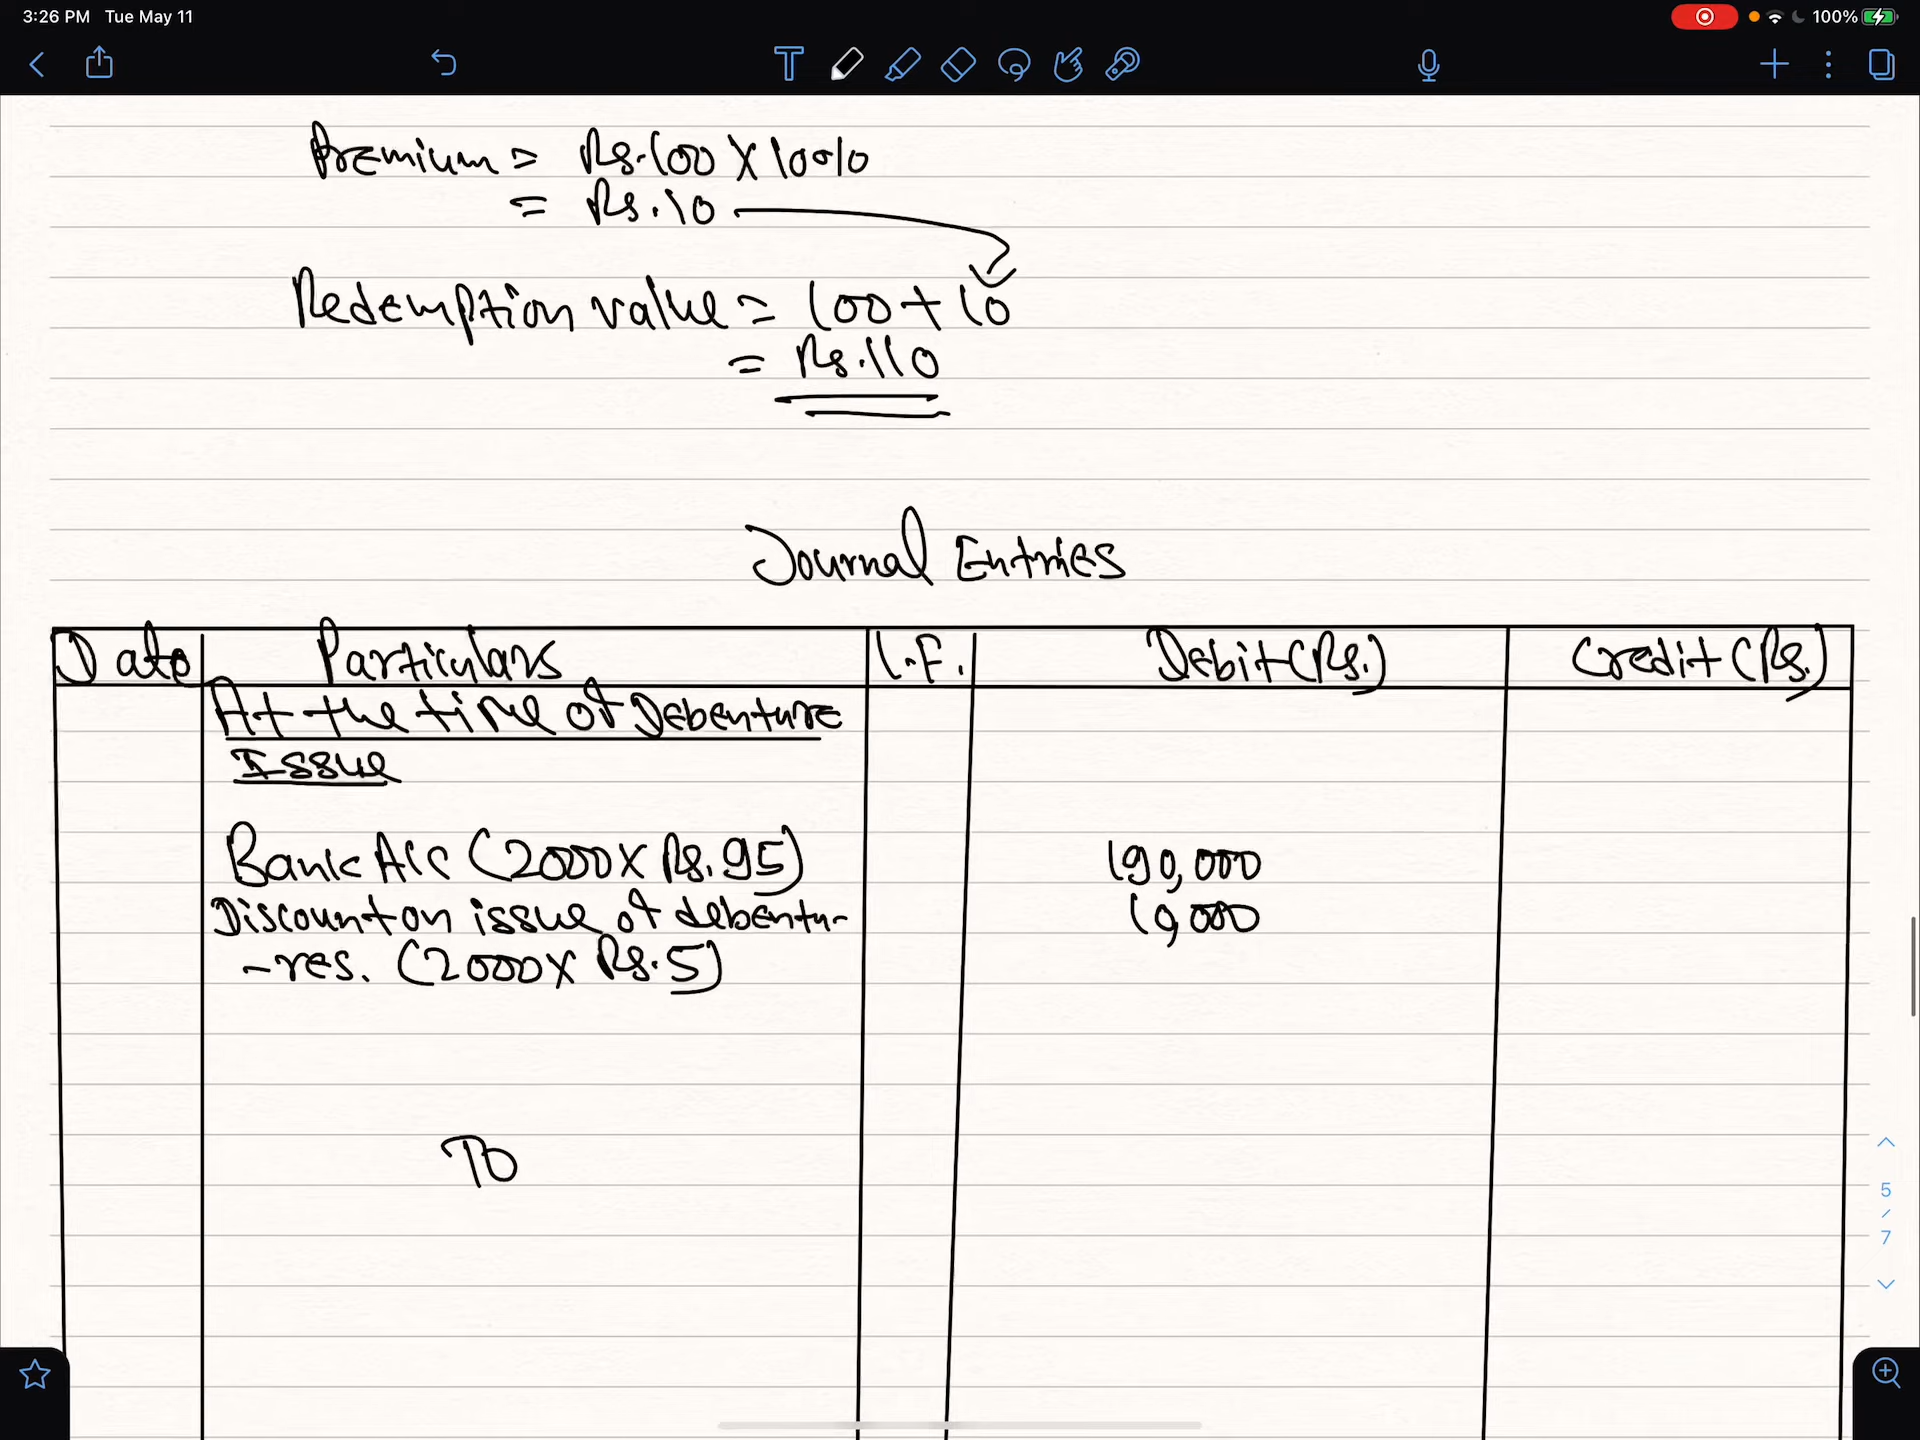 3:26 PM Tue May 11
100%
Premium = Rs.100 X 10%
= Rs.10
Redemption value = 100 + 10
= Rs.110
Journal Entries
Date Particulars L.F. Debit (Rs.) Credit (Rs.)
At the time of Debenture
Issue
Bank A/c (2000 X Rs.95) 190,000
Discount on issue of debentu- 10,000
-res. (2000 X Rs.5)
To
5
/
7